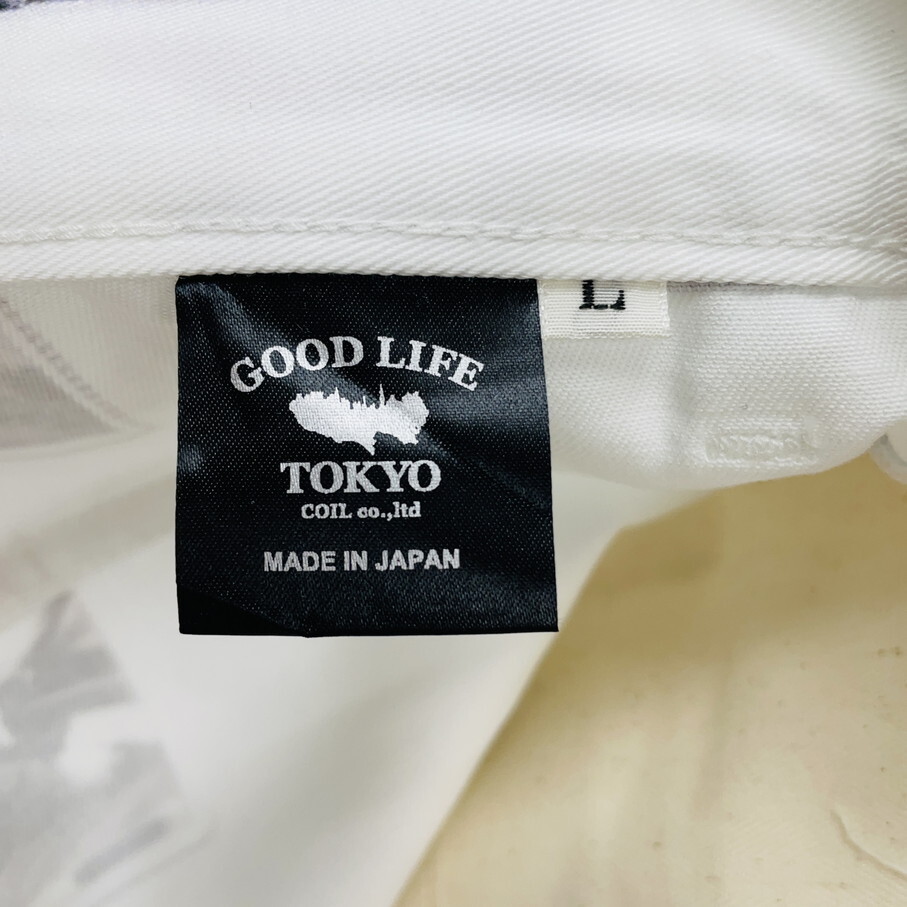 GOOD LIFE
TOKYO
COIL co.,ltd
MADE IN JAPAN
L